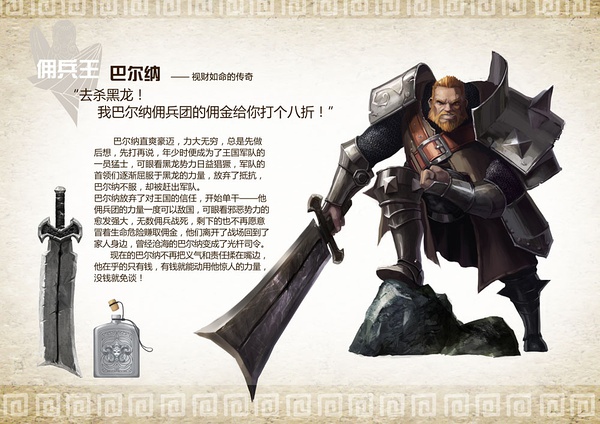 佣兵王 巴尔纳 ——视财如命的传奇
“去杀黑龙！
我巴尔纳佣兵团的佣金给你打个八折！”
巴尔纳直爽豪迈，力大无穷，总是先做
后想，先打再说，年少时便成为了王国军队的
一员猛士，可眼看黑龙势力日益猖獗，军队的
首领们逐渐屈服于黑龙的力量，放弃了抵抗，
巴尔纳不服，却被赶出军队。
巴尔纳放弃了对王国的信任，开始单干——他
佣兵团的力量一度可以敌国，可眼看邪恶势力的
愈发强大，无数佣兵战死，剩下的也不再愿意
冒着生命危险赚取佣金，他们离开了战场回到了
家人身边，曾经沧海的巴尔纳变成了光杆司令。
现在的巴尔纳不再把义气和责任揉在嘴边，
他在乎的只有钱，有钱就能动用他惊人的力量，
没钱就免谈！